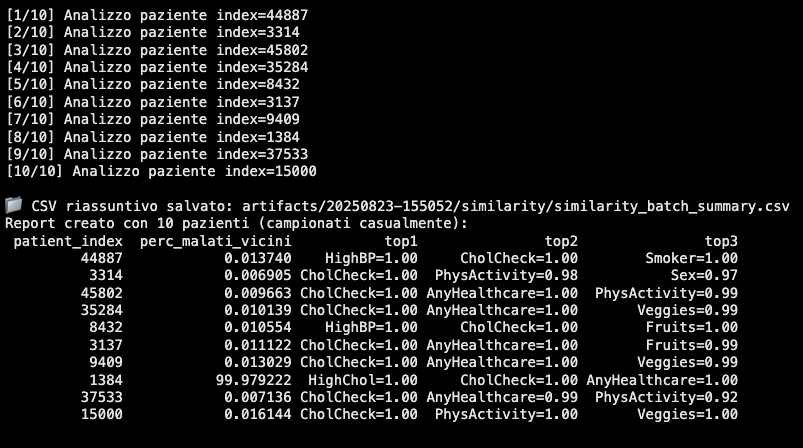 [1/10] Analizzo paziente index=44887
[2/10] Analizzo paziente index=3314
[3/10] Analizzo paziente index=45802
[4/10] Analizzo paziente index=35284
[5/10] Analizzo paziente index=8432
[6/10] Analizzo paziente index=3137
[7/10] Analizzo paziente index=9409
[8/10] Analizzo paziente index=1384
[9/10] Analizzo paziente index=37533
[10/10] Analizzo paziente index=15000
CSV riassuntivo salvato: artifacts/20250823-155052/similarity/similarity_batch_summary.csv
Report creato con 10 pazienti (campionati casualmente):
patient_index perc_malati_vicini top1 top2 top3
44887 0.013740 HighBP=1.00 CholCheck=1.00 Smoker=1.00
3314 0.006905 CholCheck=1.00 PhysActivity=0.98 Sex=0.97
45802 0.009663 CholCheck=1.00 AnyHealthcare=1.00 PhysActivity=0.99
35284 0.010139 CholCheck=1.00 AnyHealthcare=1.00 Veggies=0.99
8432 0.010554 HighBP=1.00 CholCheck=1.00 Fruits=1.00
3137 0.011122 CholCheck=1.00 AnyHealthcare=1.00 Fruits=0.99
9409 0.013029 CholCheck=1.00 AnyHealthcare=1.00 Veggies=0.99
1384 99.979222 HighChol=1.00 CholCheck=1.00 AnyHealthcare=1.00
37533 0.007136 CholCheck=1.00 AnyHealthcare=0.99 PhysActivity=0.92
15000 0.016144 CholCheck=1.00 PhysActivity=1.00 Veggies=1.00